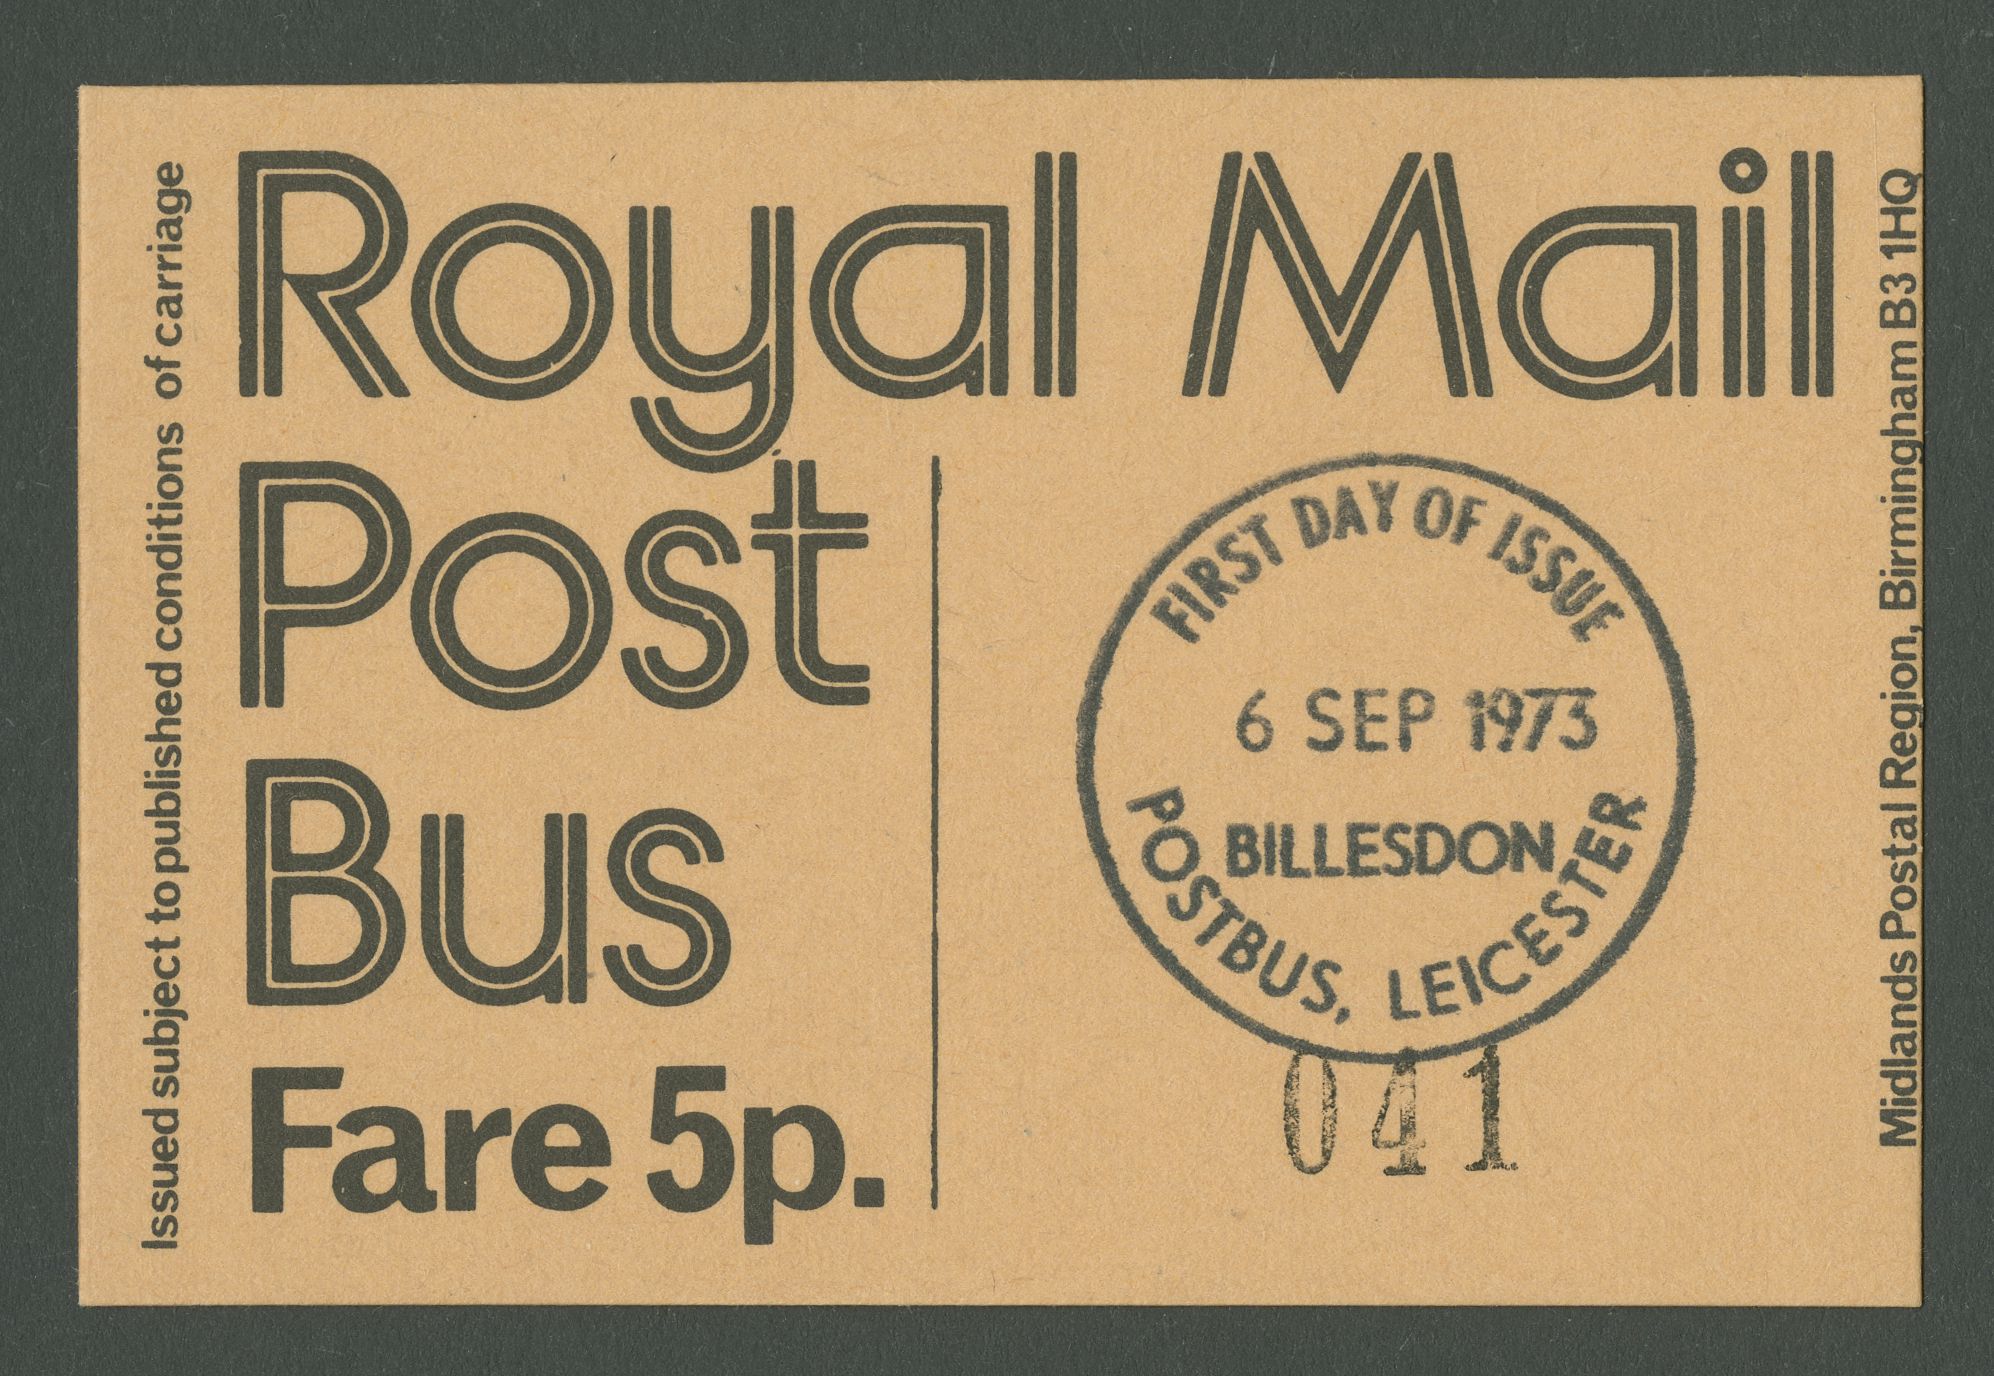 Issued subject to published conditions of carriage
Royal Mail
Post
Bus
Fare 5p.
FIRST DAY OF ISSUE
6 SEP 1973
BILLESDON
POSTBUS, LEICESTER
041
Midlands Postal Region, Birmingham B3 1HQ